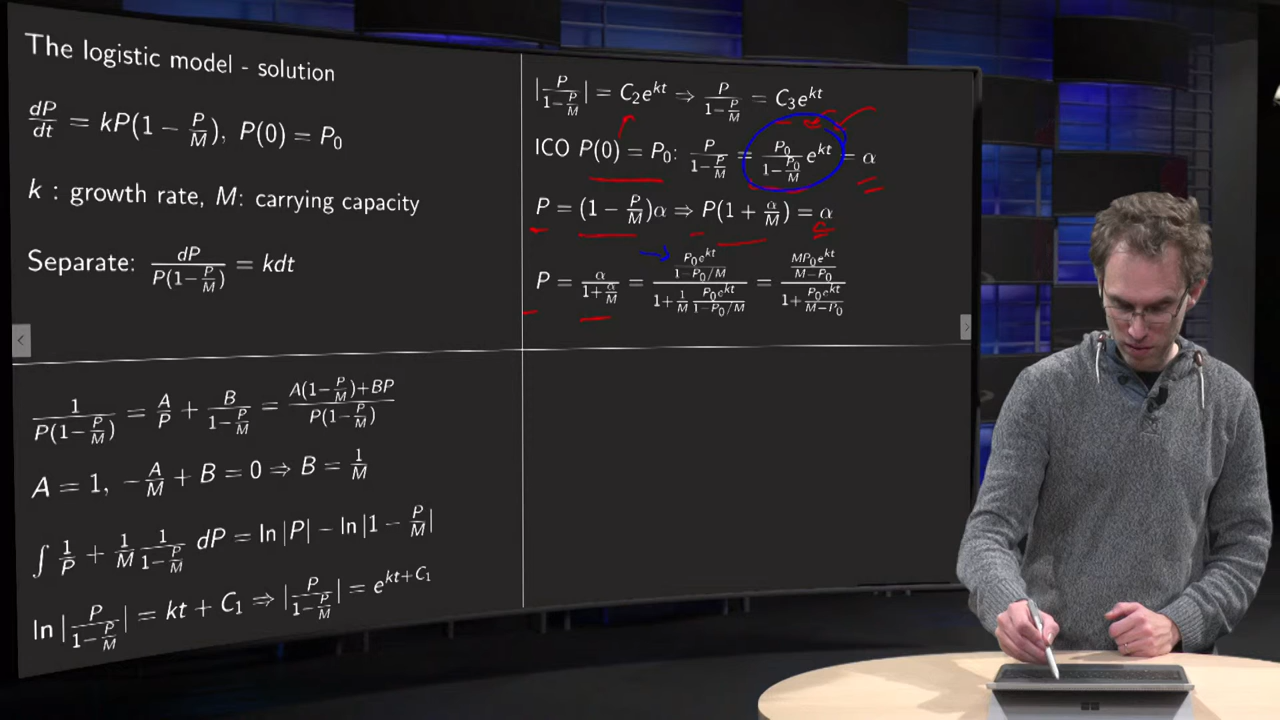 The logistic model - solution
dP/dt = kP(1 − P/M), P(0) = P₀
k : growth rate, M: carrying capacity
Separate: dP/(P(1−P/M)) = kdt
1/(P(1−P/M)) = A/P + B/(1−P/M) = (A(1−P/M)+BP)/(P(1−P/M))
A = 1, −A/M + B = 0 ⇒ B = 1/M
∫ 1/P + 1/M 1/(1−P/M) dP = ln|P| − ln|1 − P/M|
ln|P/(1−P/M)| = kt + C₁ ⇒ |P/(1−P/M)| = e^(kt+C₁)
|P/(1−P/M)| = C₂e^(kt) ⇒ P/(1−P/M) = C₃e^(kt)
ICO P(0) = P₀: P/(1−P/M) = P₀/(1−P₀/M) e^(kt) = α
P = (1 − P/M)α ⇒ P(1 + α/M) = α
P = α/(1+α/M) = (P₀e^(kt)/(1−P₀/M))/(1+1/M P₀e^(kt)/(1−P₀/M)) = (MP₀e^(kt)/(M−P₀))/(1+P₀e^(kt)/(M−P₀))